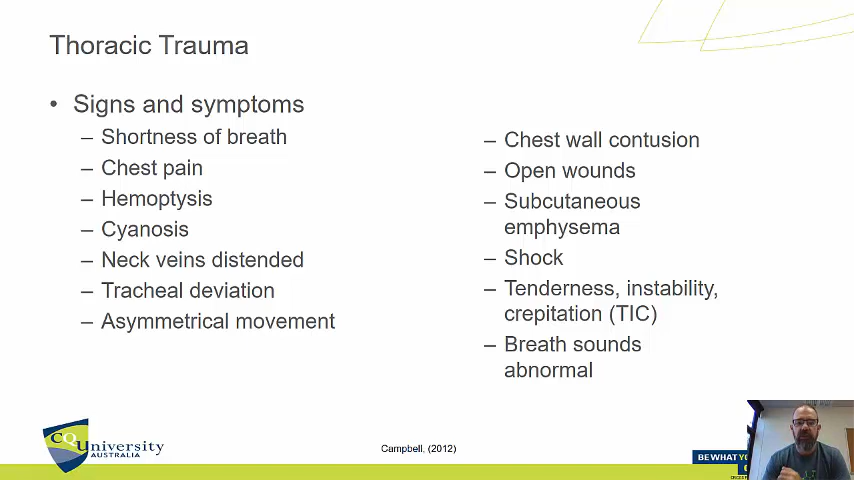 Thoracic Trauma
• Signs and symptoms
– Shortness of breath
– Chest pain
– Hemoptysis
– Cyanosis
– Neck veins distended
– Tracheal deviation
– Asymmetrical movement
– Chest wall contusion
– Open wounds
– Subcutaneous
emphysema
– Shock
– Tenderness, instability,
crepitation (TIC)
– Breath sounds
abnormal
CQUniversity
AUSTRALIA
Campbell, (2012)
BE WHAT